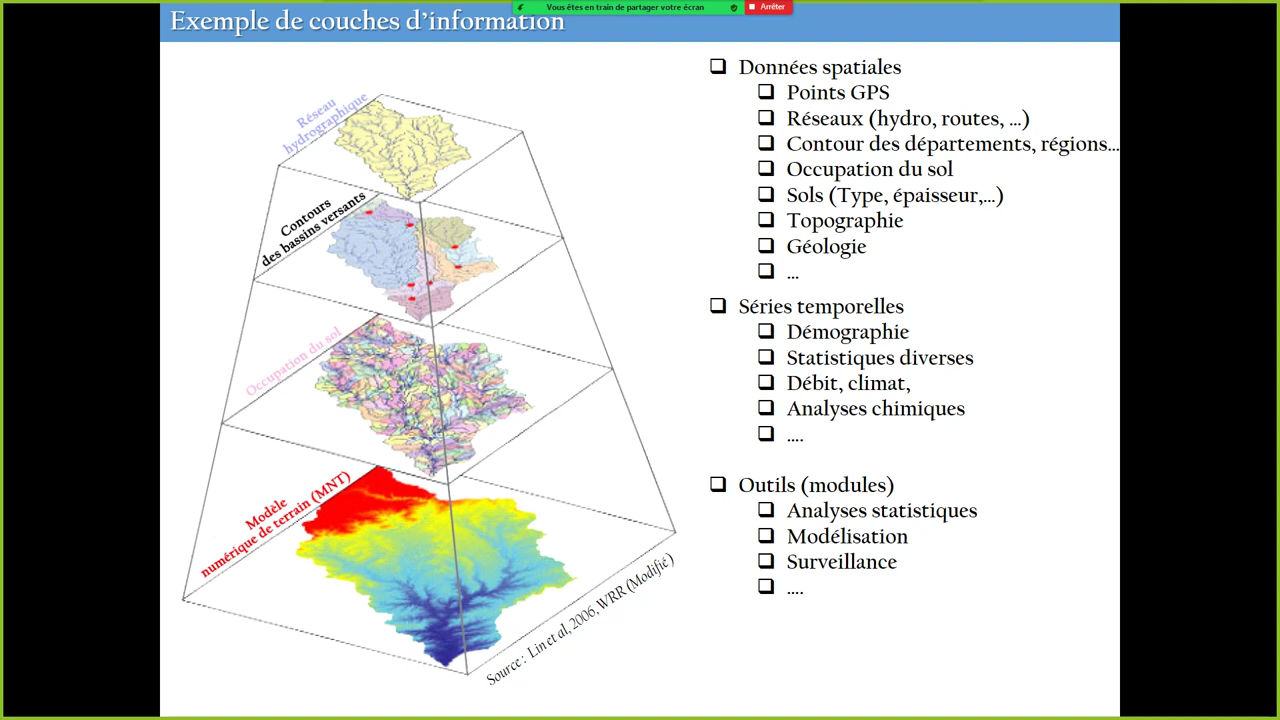 Vous êtes en train de partager votre écran
Arrêter
Exemple de couches d'information
Réseau
hydrographique
Contours
des bassins versants
Occupation du sol
Modèle
numérique de terrain (MNT)
Source : Lin et al, 2006, WRR (Modifié)
Données spatiales
Points GPS
Réseaux (hydro, routes, ...)
Contour des départements, régions...
Occupation du sol
Sols (Type, épaisseur,...)
Topographie
Géologie
...
Séries temporelles
Démographie
Statistiques diverses
Débit, climat,
Analyses chimiques
....
Outils (modules)
Analyses statistiques
Modélisation
Surveillance
....